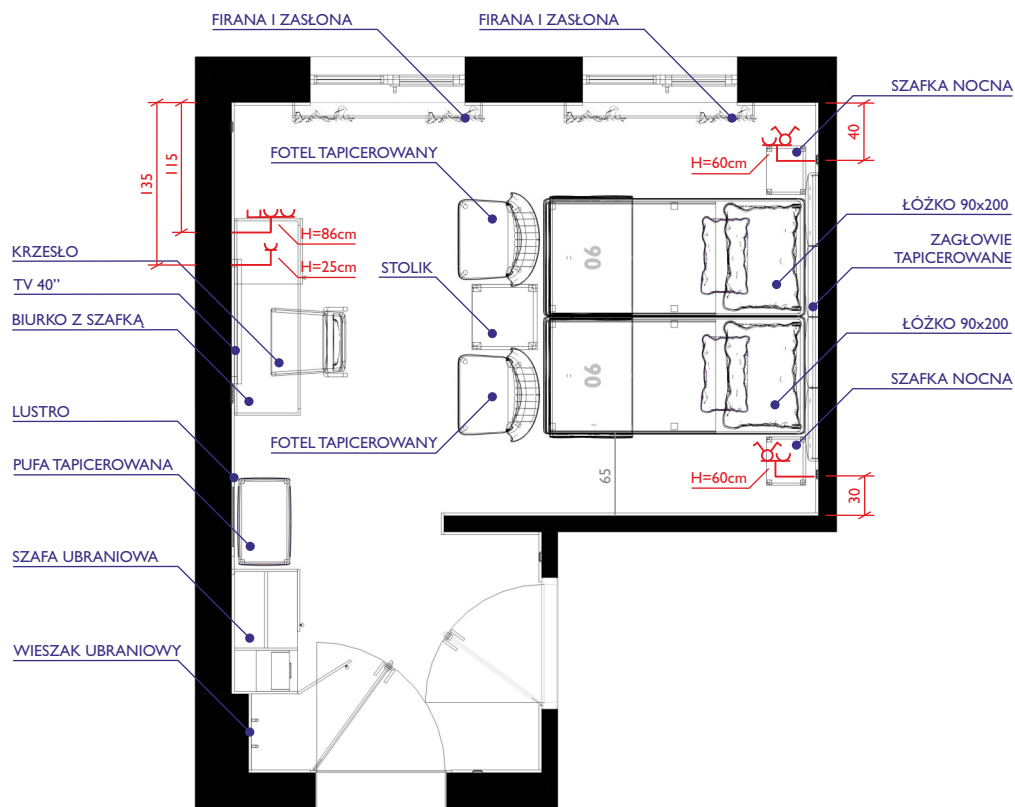 FIRANA I ZASŁONA
FIRANA I ZASŁONA
SZAFKA NOCNA
40
115
135
FOTEL TAPICEROWANY
H=60cm
ŁÓŻKO 90x200
H=86cm
ZAGŁOWIE
TAPICEROWANE
KRZESŁO
H=25cm
STOLIK
90
TV 40’’
BIURKO Z SZAFKĄ
ŁÓŻKO 90x200
90
SZAFKA NOCNA
LUSTRO
FOTEL TAPICEROWANY
PUFA TAPICEROWANA
65
H=60cm
30
SZAFA UBRANIOWA
WIESZAK UBRANIOWY